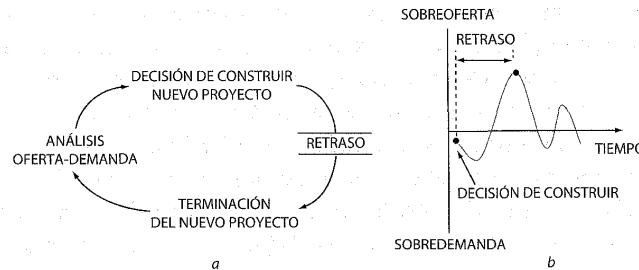 DECISIÓN DE CONSTRUIR
NUEVO PROYECTO
RETRASO
ANÁLISIS
OFERTA-DEMANDA
TERMINACIÓN
DEL NUEVO PROYECTO
a
SOBREOFERTA
RETRASO
TIEMPO
DECISIÓN DE CONSTRUIR
SOBREDEMANDA
b